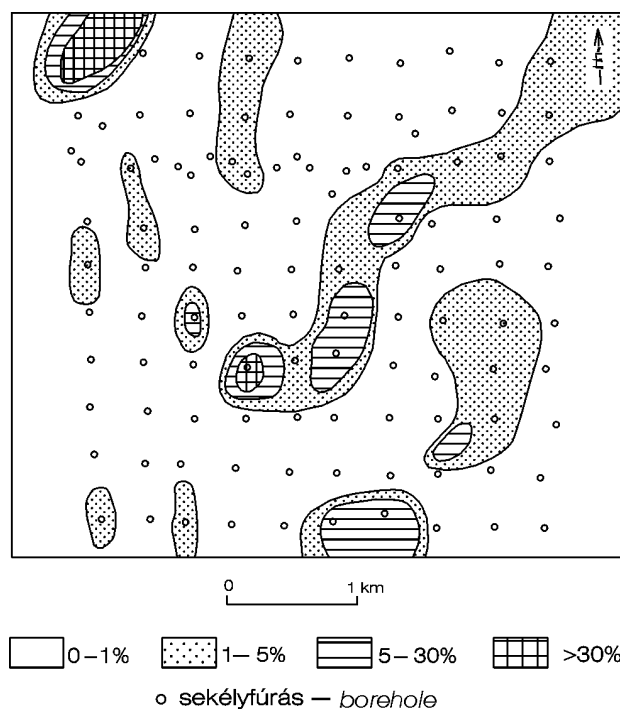 É
0 1 km
0–1% 1–5% 5–30% >30%
sekélyfúrás — borehole